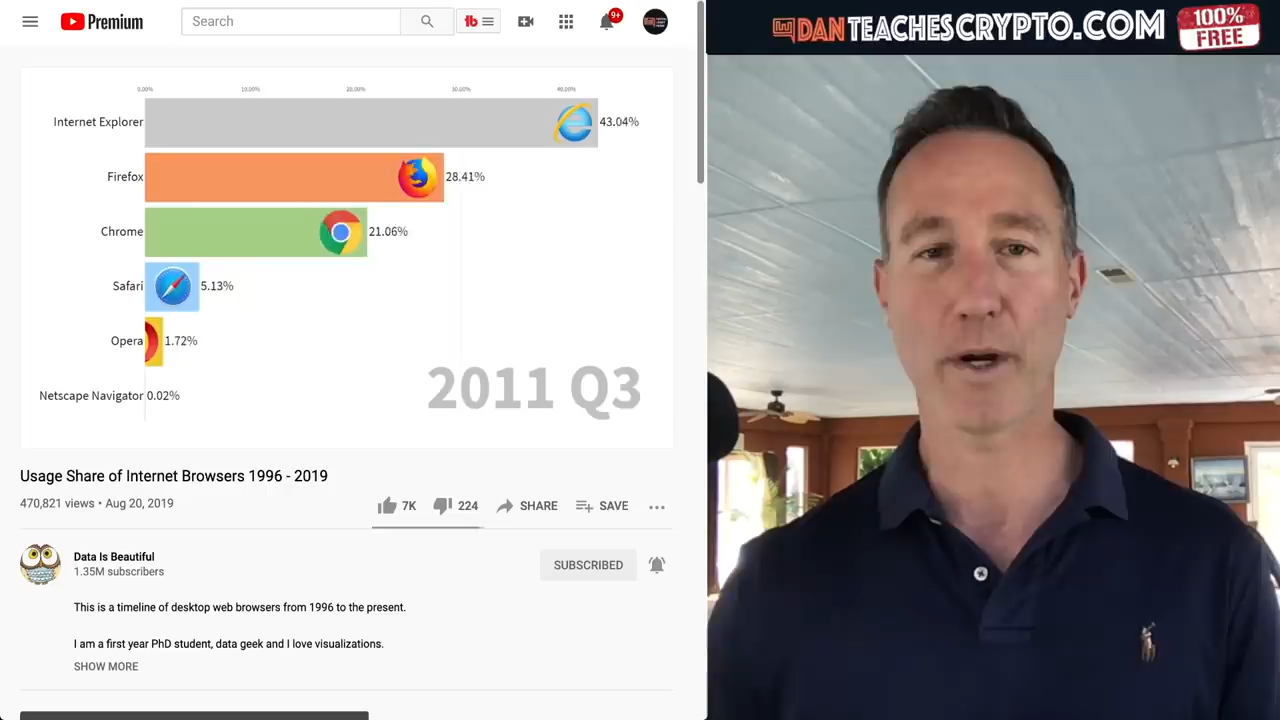 Premium
Search
9+
DANTEACHESCRYPTO.COM
100%
FREE
0.00%
10.00%
20.00%
30.00%
40.00%
Internet Explorer
43.04%
Firefox
28.41%
Chrome
21.06%
Safari
5.13%
Opera
1.72%
Netscape Navigator
0.02%
2011 Q3
Usage Share of Internet Browsers 1996 - 2019
470,821 views • Aug 20, 2019
7K
224
SHARE
SAVE
Data Is Beautiful
1.35M subscribers
SUBSCRIBED
This is a timeline of desktop web browsers from 1996 to the present.
I am a first year PhD student, data geek and I love visualizations.
SHOW MORE